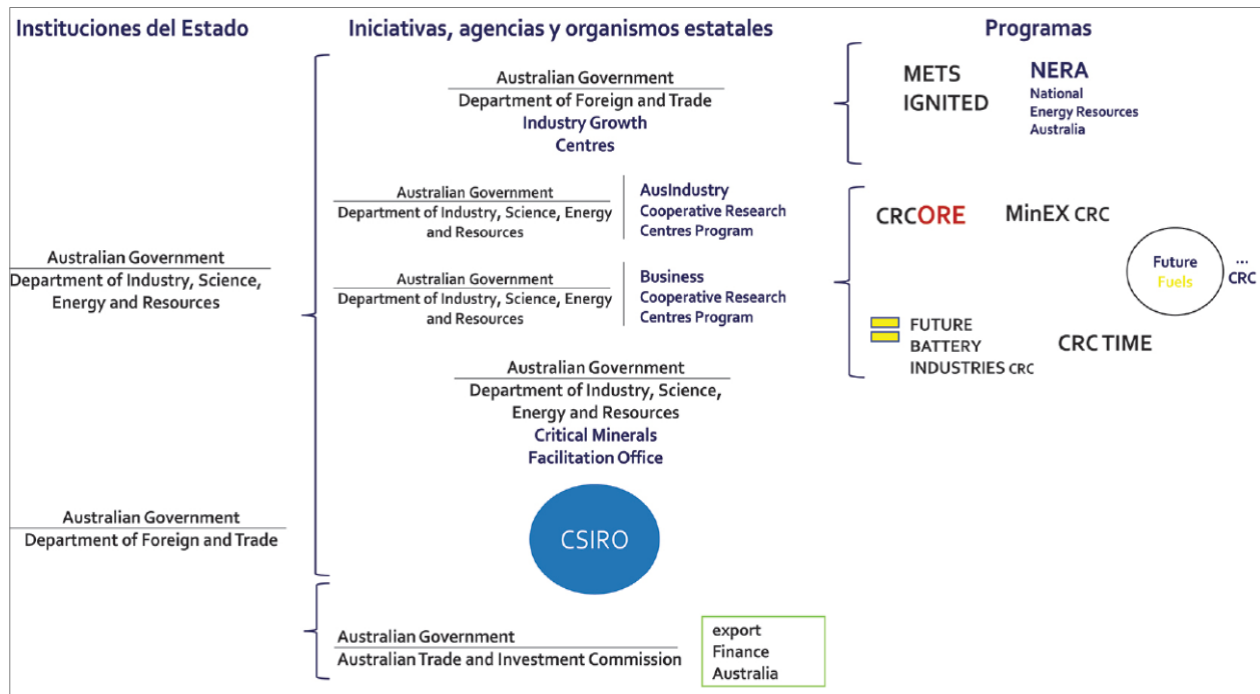 Instituciones del Estado
Iniciativas, agencias y organismos estatales
Programas
Australian Government
Department of Industry, Science,
Energy and Resources
Australian Government
Department of Foreign and Trade
Australian Government
Department of Foreign and Trade
Industry Growth
Centres
Australian Government
Department of Industry, Science, Energy
and Resources
AusIndustry
Cooperative Research
Centres Program
Australian Government
Department of Industry, Science, Energy
and Resources
Business
Cooperative Research
Centres Program
Australian Government
Department of Industry, Science,
Energy and Resources
Critical Minerals
Facilitation Office
CSIRO
Australian Government
Australian Trade and Investment Commission
export
Finance
Australia
METS
IGNITED
NERA
National
Energy Resources
Australia
CRCORE
MinEX CRC
Future
Fuels
...
CRC
FUTURE
BATTERY
INDUSTRIES CRC
CRC TIME